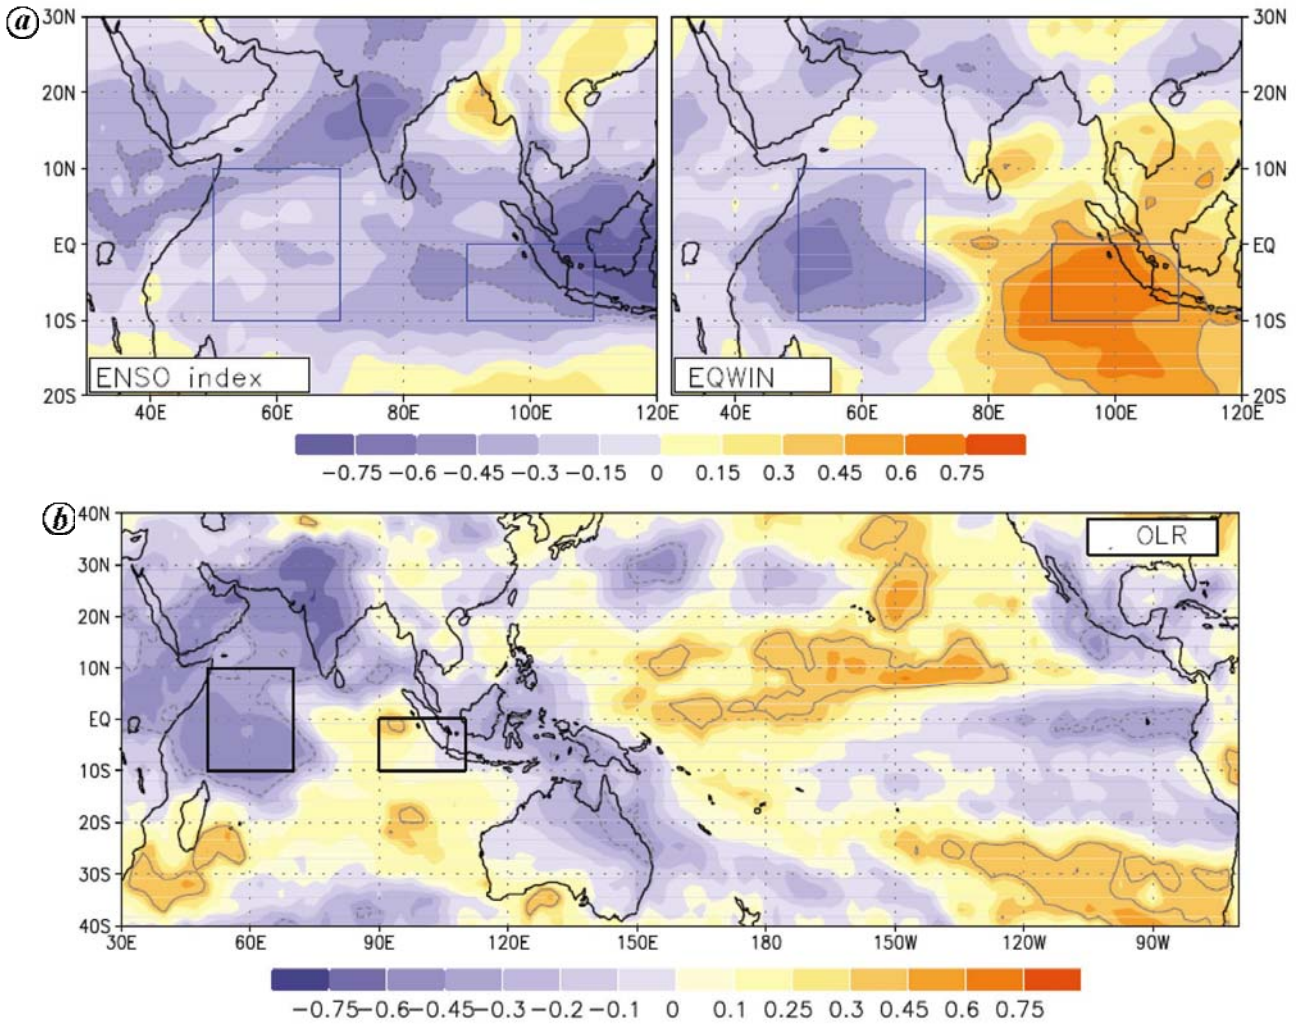 a
30N 30N
20N 20N
10N 10N
EQ EQ
10S 10S
20S 20S
ENSO index EQWIN
40E 60E 80E 100E 120E 40E 60E 80E 100E 120E
−0.75 −0.6 −0.45 −0.3 −0.15 0 0.15 0.3 0.45 0.6 0.75
b
40N
OLR
30N
20N
10N
EQ
10S
20S
30S
40S
30E 60E 90E 120E 150E 180 150W 120W 90W
−0.75 −0.6 −0.45 −0.3 −0.2 −0.1 0 0.1 0.25 0.3 0.45 0.6 0.75